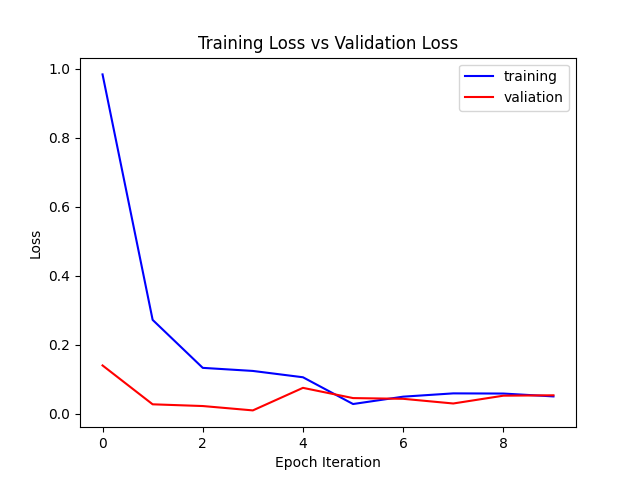 Training Loss vs Validation Loss
training
valiation
1.0
0.8
0.6
0.4
0.2
0.0
Loss
0 2 4 6 8
Epoch Iteration